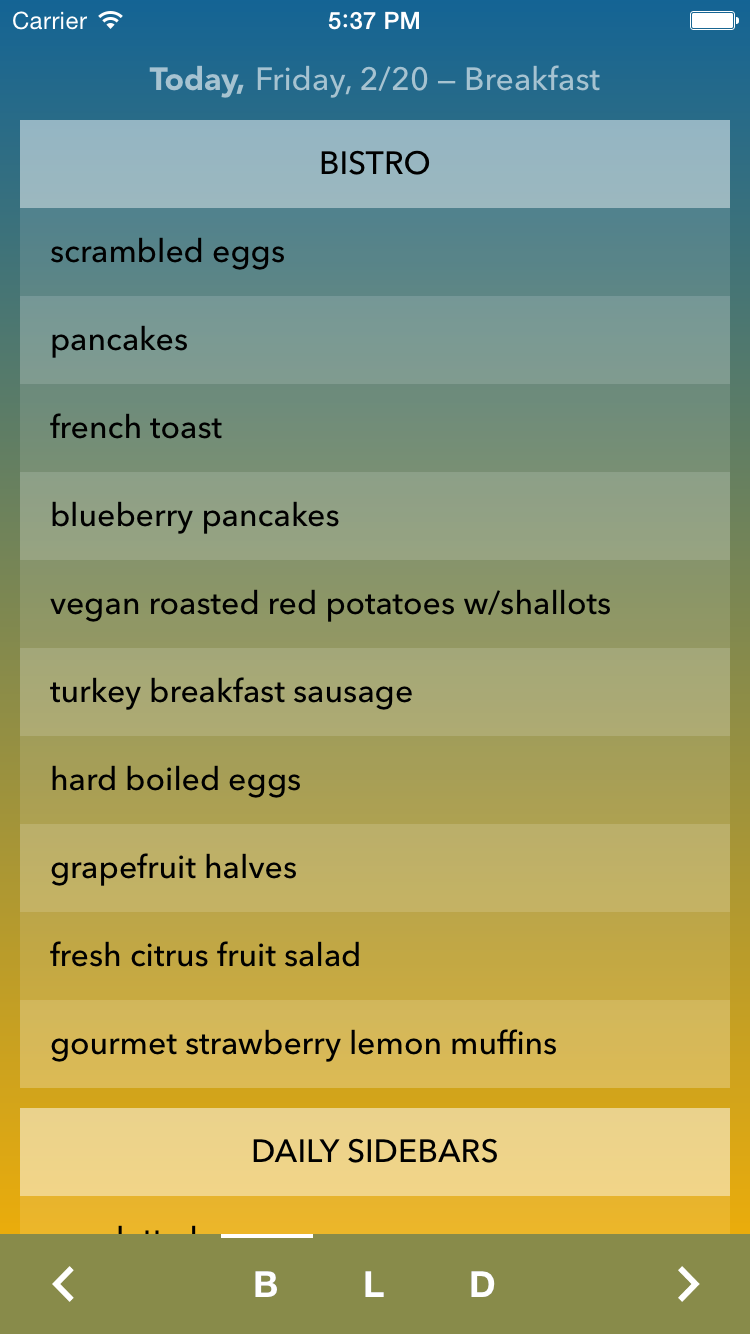 Carrier 5:37 PM
Today, Friday, 2/20 – Breakfast
BISTRO
scrambled eggs
pancakes
french toast
blueberry pancakes
vegan roasted red potatoes w/shallots
turkey breakfast sausage
hard boiled eggs
grapefruit halves
fresh citrus fruit salad
gourmet strawberry lemon muffins
DAILY SIDEBARS
B L D